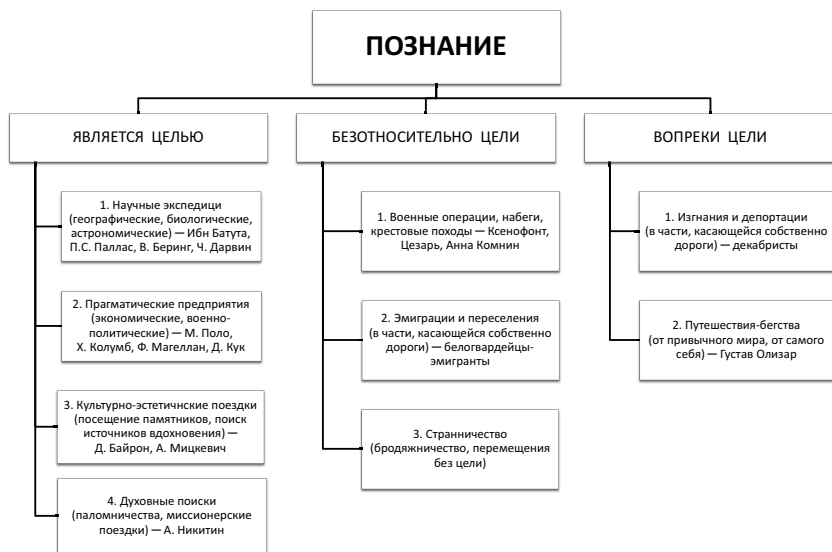 ПОЗНАНИЕ
ЯВЛЯЕТСЯ ЦЕЛЬЮ
1. Научные экспедици
(географические, биологические,
астрономические) — Ибн Батута,
П.С. Паллас, В. Беринг, Ч. Дарвин
2. Прагматические предприятия
(экономические, военно-
политические) — М. Поло,
Х. Колумб, Ф. Магеллан, Д. Кук
3. Культурно-эстетичнские поездки
(посещение памятников, поиск
источников вдохновения) —
Д. Байрон, А. Мицкевич
4. Духовные поиски
(паломничества, миссионерские
поездки) — А. Никитин
БЕЗОТНОСИТЕЛЬНО ЦЕЛИ
1. Военные операции, набеги,
крестовые походы — Ксенофонт,
Цезарь, Анна Комнин
2. Эмиграции и переселения
(в части, касающейся собственно
дороги) — белогвардейцы-
эмигранты
3. Странничество
(бродяжничество, перемещения
без цели)
ВОПРЕКИ ЦЕЛИ
1. Изгнания и депортации
(в части, касающейся собственно
дороги) — декабристы
2. Путешествия-бегства
(от привычного мира, от самого
себя) — Густав Олизар